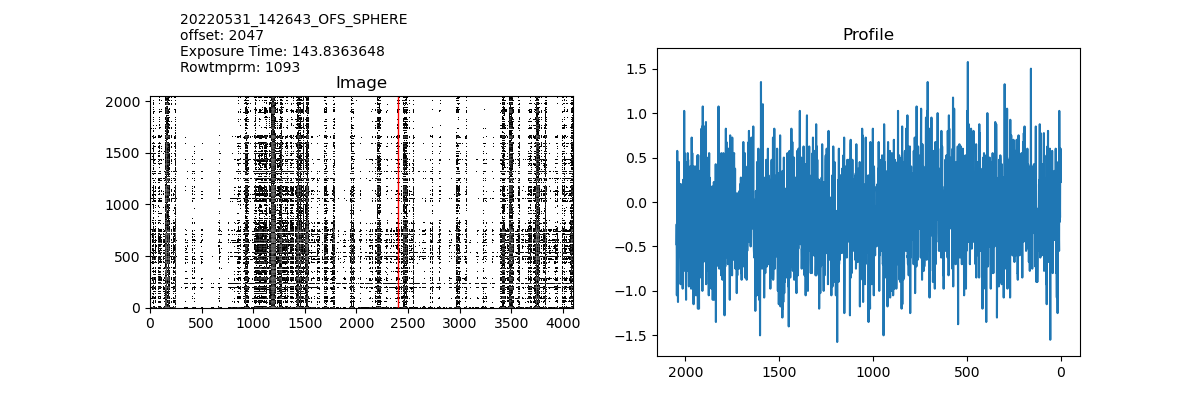 20220531_142643_OFS_SPHERE
offset: 2047
Exposure Time: 143.8363648
Rowtmprm: 1093
Image
2000
1500
1000
500
0
0 500 1000 1500 2000 2500 3000 3500 4000
Profile
1.5
1.0
0.5
0.0
−0.5
−1.0
−1.5
2000 1500 1000 500 0